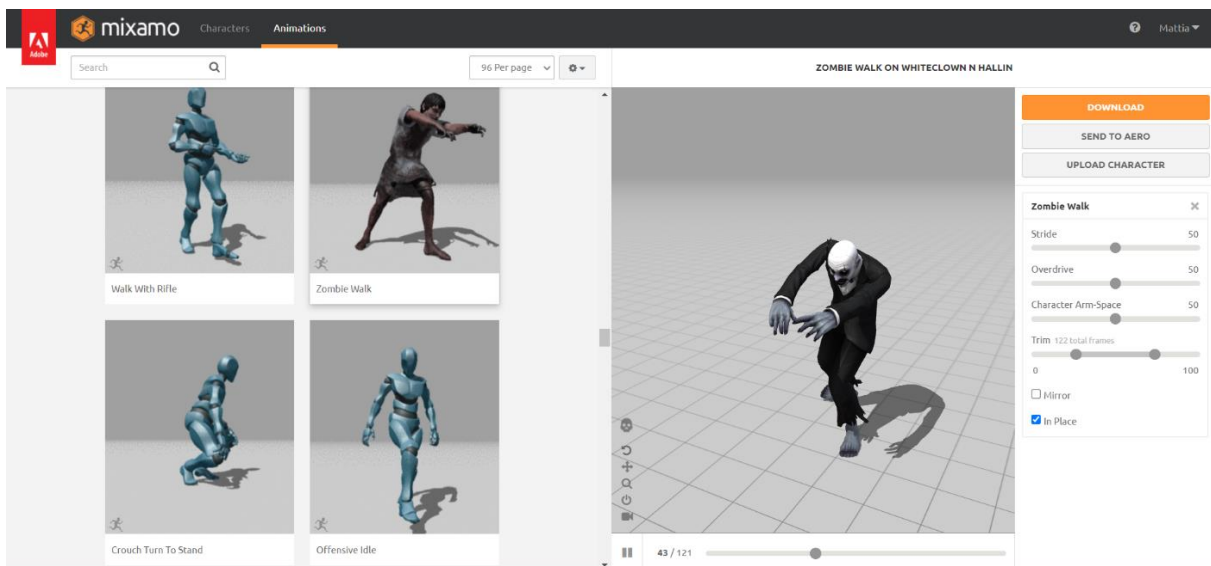 Adobe
mixamo
Characters
Animations
Mattia
Search
96 Per page
ZOMBIE WALK ON WHITECLOWN N HALLIN
Walk With Rifle
Zombie Walk
Crouch Turn To Stand
Offensive Idle
43 / 121
DOWNLOAD
SEND TO AERO
UPLOAD CHARACTER
Zombie Walk
Stride 50
Overdrive 50
Character Arm-Space 50
Trim 122 total frames
0 100
Mirror
In Place